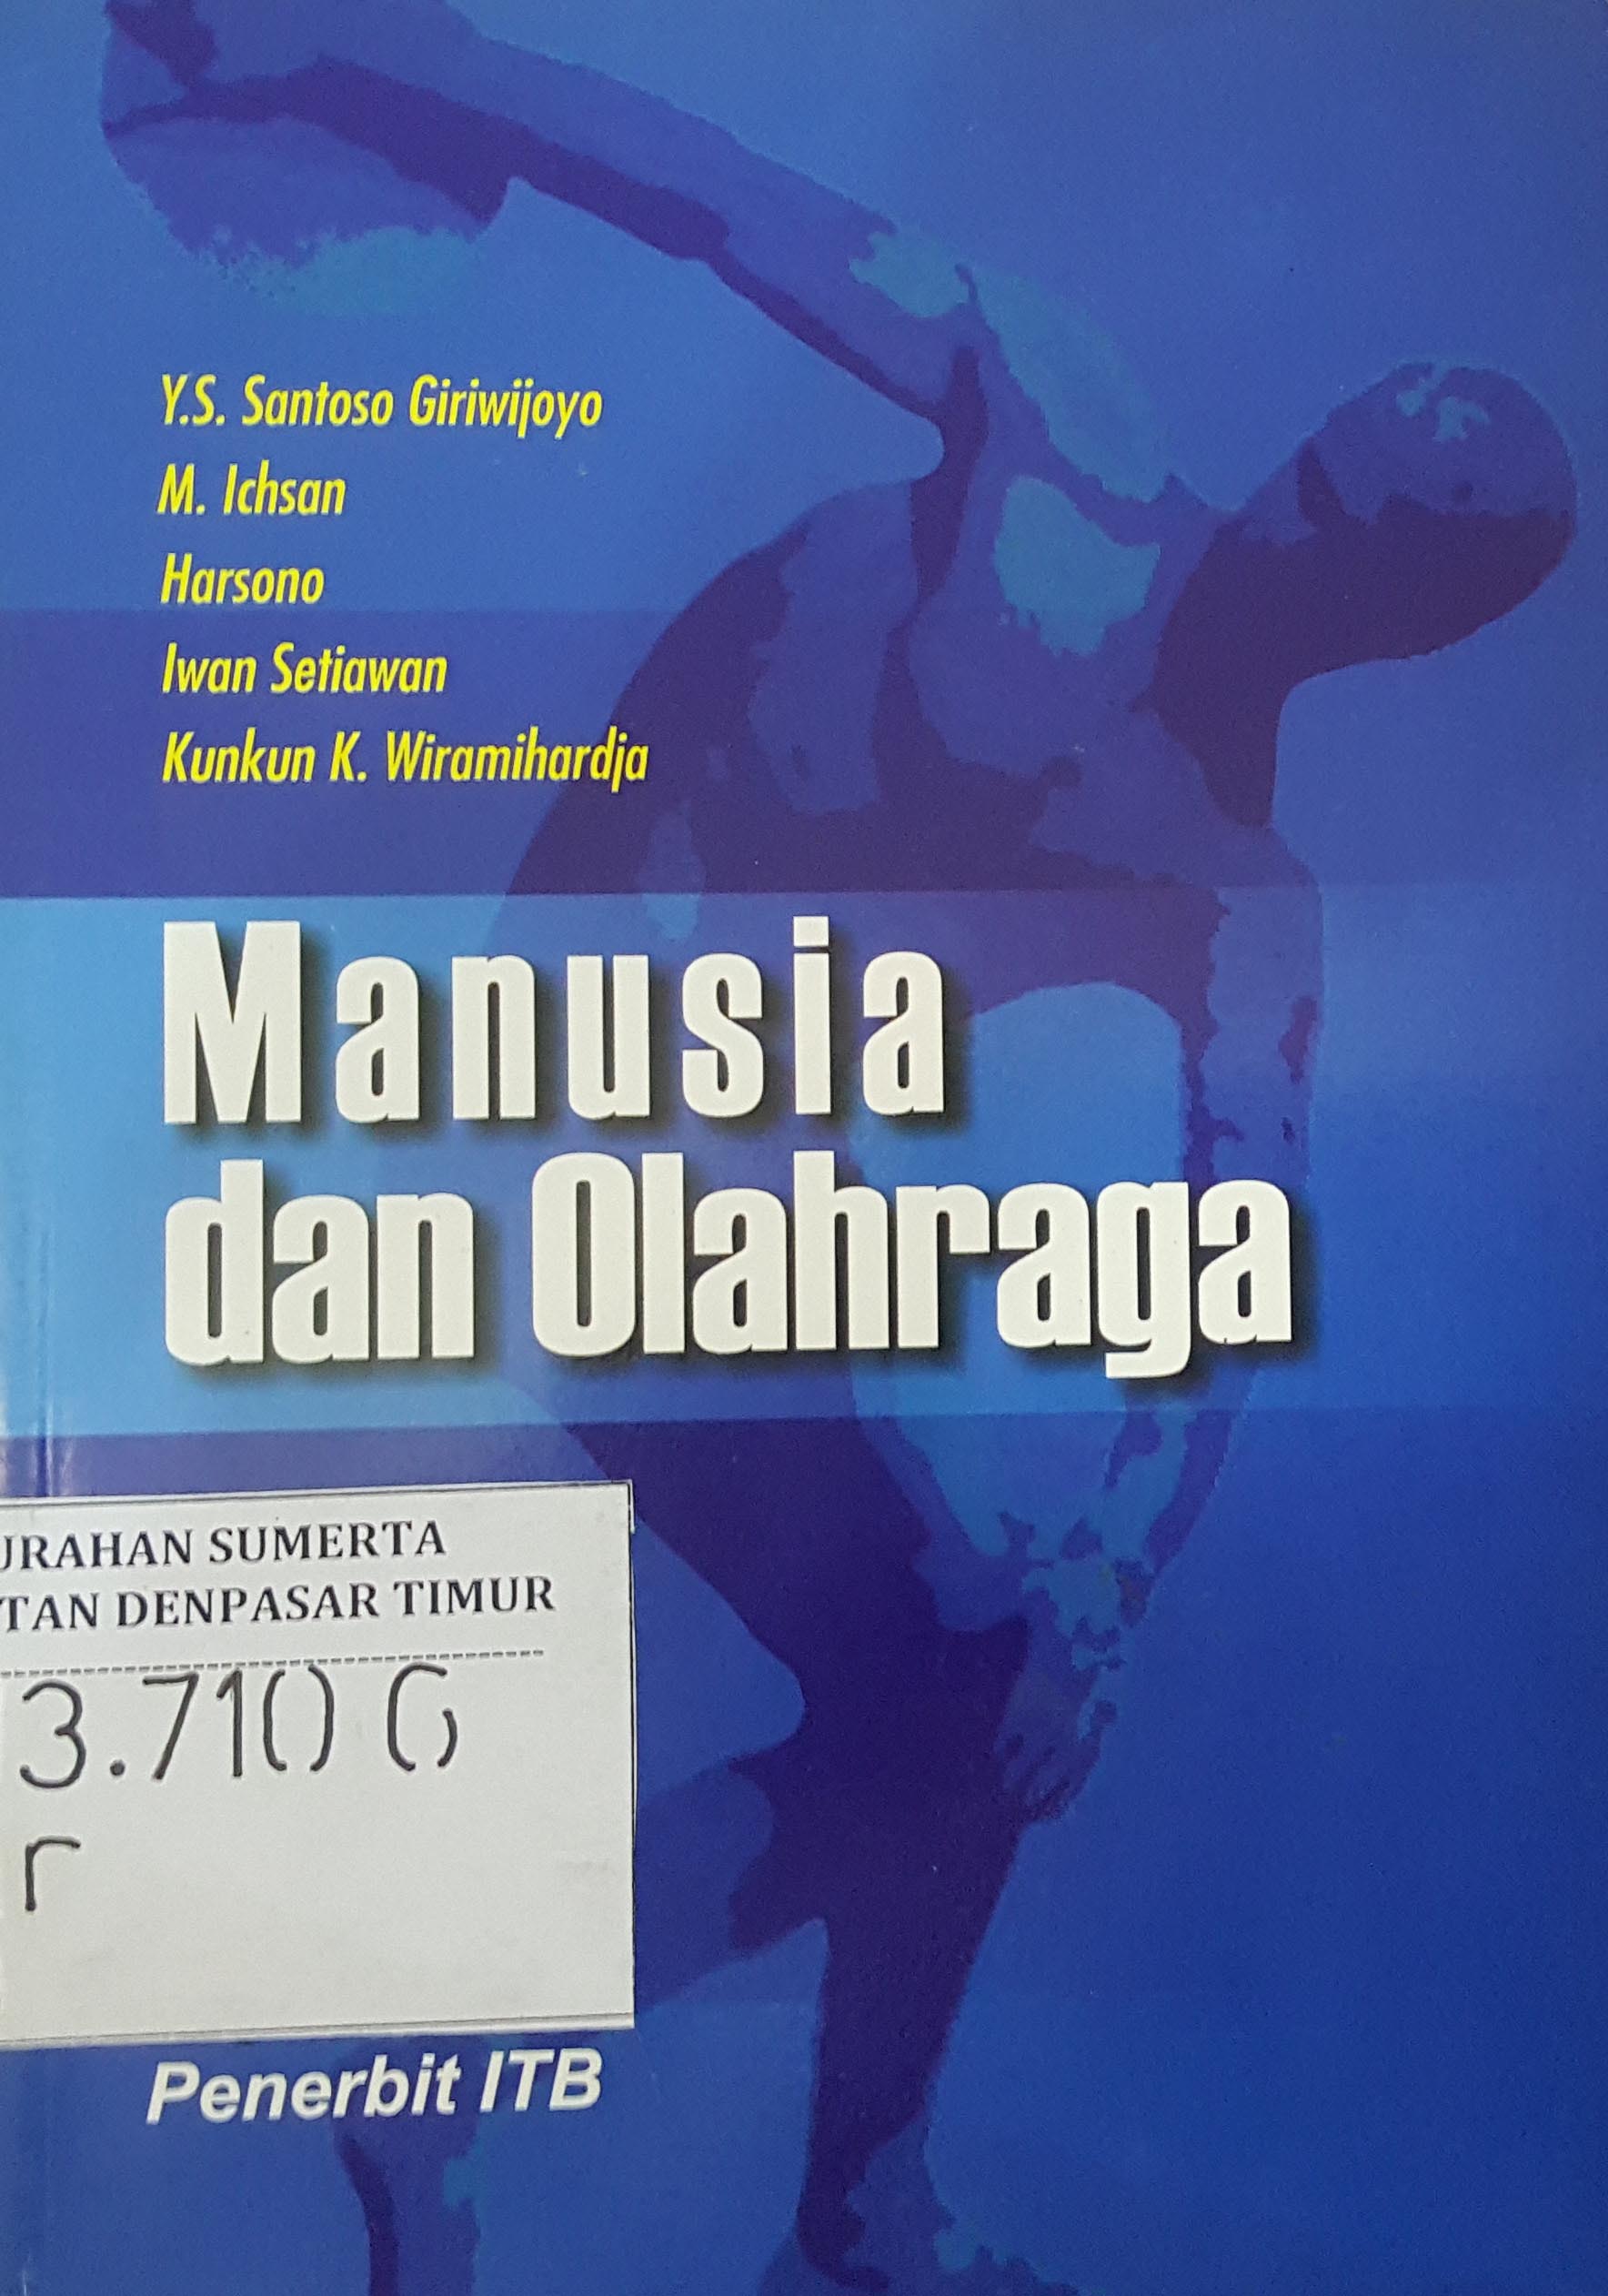 Y.S. Santoso Giriwijoyo
M. Ichsan
Harsono
Iwan Setiawan
Kunkun K. Wiramihardja
Manusia
dan Olahraga
URAHAN SUMERTA
TAN DENPASAR TIMUR
3.710 G
r
Penerbit ITB